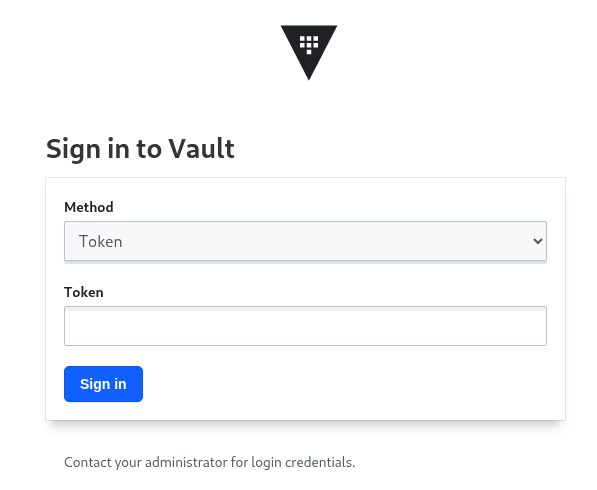 Sign in to Vault
Method
Token
Token
Sign in
Contact your administrator for login credentials.